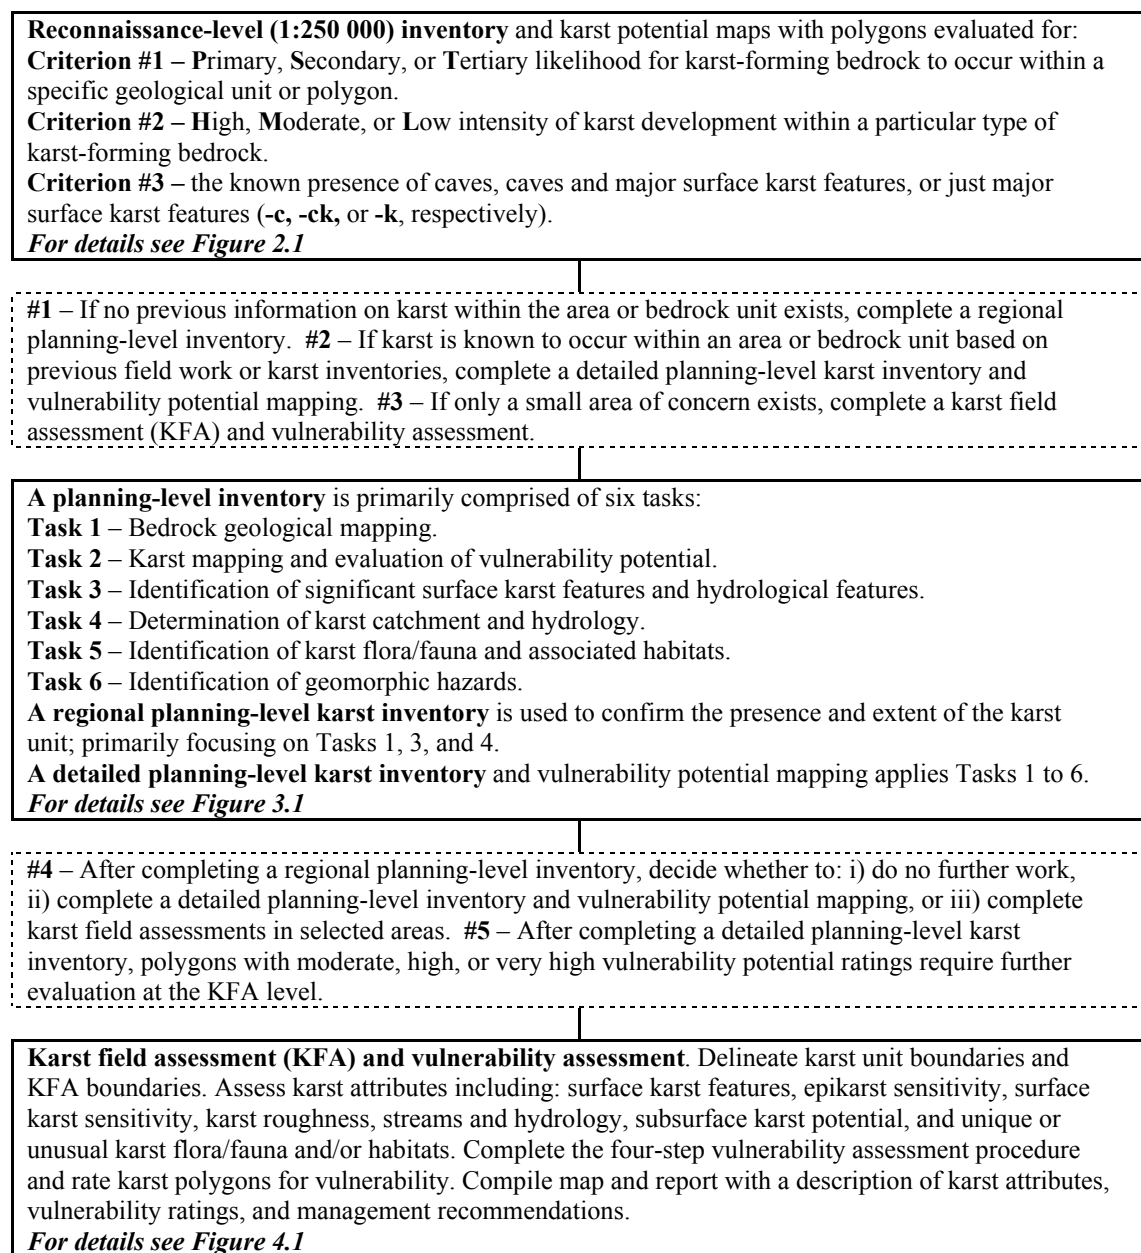 Reconnaissance-level (1:250 000) inventory and karst potential maps with polygons evaluated for:
Criterion #1 – Primary, Secondary, or Tertiary likelihood for karst-forming bedrock to occur within a
specific geological unit or polygon.
Criterion #2 – High, Moderate, or Low intensity of karst development within a particular type of
karst-forming bedrock.
Criterion #3 – the known presence of caves, caves and major surface karst features, or just major
surface karst features (-c, -ck, or -k, respectively).
For details see Figure 2.1
#1 – If no previous information on karst within the area or bedrock unit exists, complete a regional
planning-level inventory. #2 – If karst is known to occur within an area or bedrock unit based on
previous field work or karst inventories, complete a detailed planning-level karst inventory and
vulnerability potential mapping. #3 – If only a small area of concern exists, complete a karst field
assessment (KFA) and vulnerability assessment.
A planning-level inventory is primarily comprised of six tasks:
Task 1 – Bedrock geological mapping.
Task 2 – Karst mapping and evaluation of vulnerability potential.
Task 3 – Identification of significant surface karst features and hydrological features.
Task 4 – Determination of karst catchment and hydrology.
Task 5 – Identification of karst flora/fauna and associated habitats.
Task 6 – Identification of geomorphic hazards.
A regional planning-level karst inventory is used to confirm the presence and extent of the karst
unit; primarily focusing on Tasks 1, 3, and 4.
A detailed planning-level karst inventory and vulnerability potential mapping applies Tasks 1 to 6.
For details see Figure 3.1
#4 – After completing a regional planning-level inventory, decide whether to: i) do no further work,
ii) complete a detailed planning-level inventory and vulnerability potential mapping, or iii) complete
karst field assessments in selected areas. #5 – After completing a detailed planning-level karst
inventory, polygons with moderate, high, or very high vulnerability potential ratings require further
evaluation at the KFA level.
Karst field assessment (KFA) and vulnerability assessment. Delineate karst unit boundaries and
KFA boundaries. Assess karst attributes including: surface karst features, epikarst sensitivity, surface
karst sensitivity, karst roughness, streams and hydrology, subsurface karst potential, and unique or
unusual karst flora/fauna and/or habitats. Complete the four-step vulnerability assessment procedure
and rate karst polygons for vulnerability. Compile map and report with a description of karst attributes,
vulnerability ratings, and management recommendations.
For details see Figure 4.1